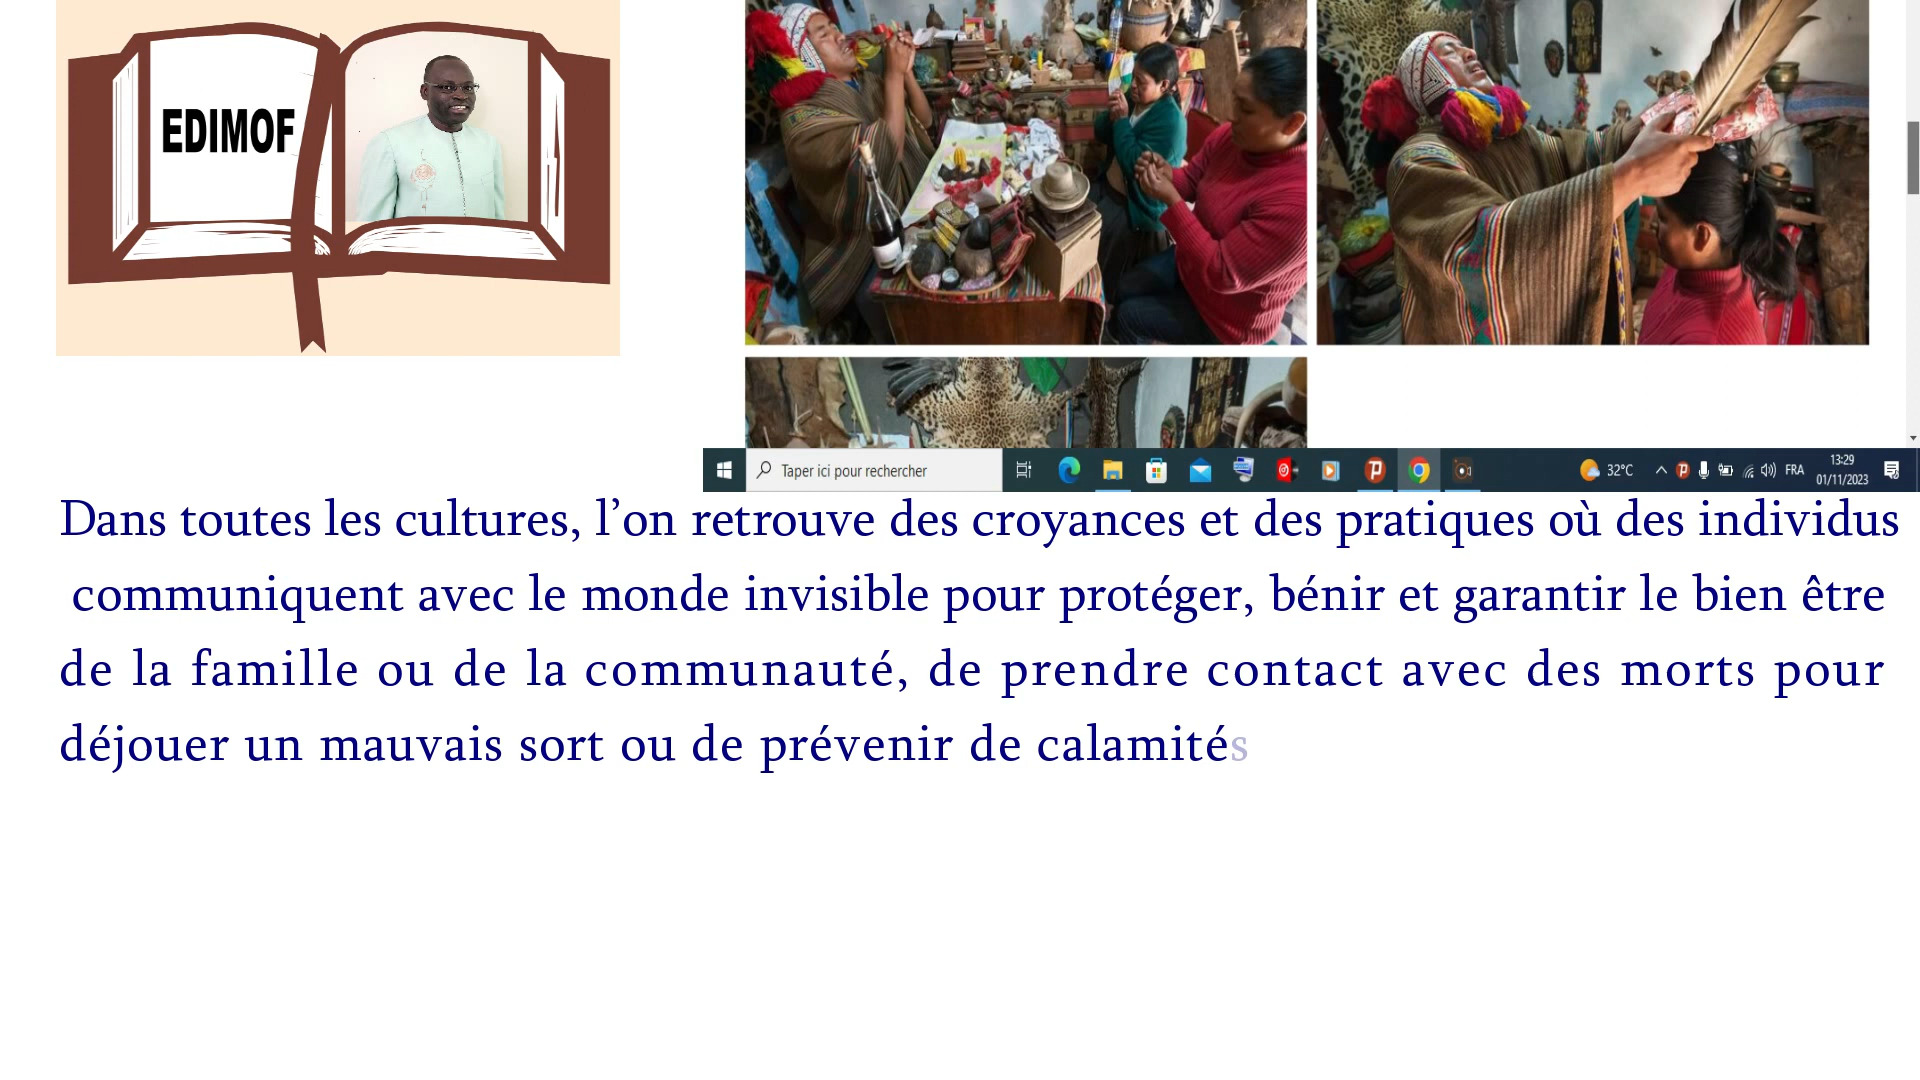 EDIMOF
Taper ici pour rechercher
32°C
FRA
13:29
01/11/2023
Dans toutes les cultures, l’on retrouve des croyances et des pratiques où des individus
communiquent avec le monde invisible pour protéger, bénir et garantir le bien être
de la famille ou de la communauté, de prendre contact avec des morts pour
déjouer un mauvais sort ou de prévenir de calamités